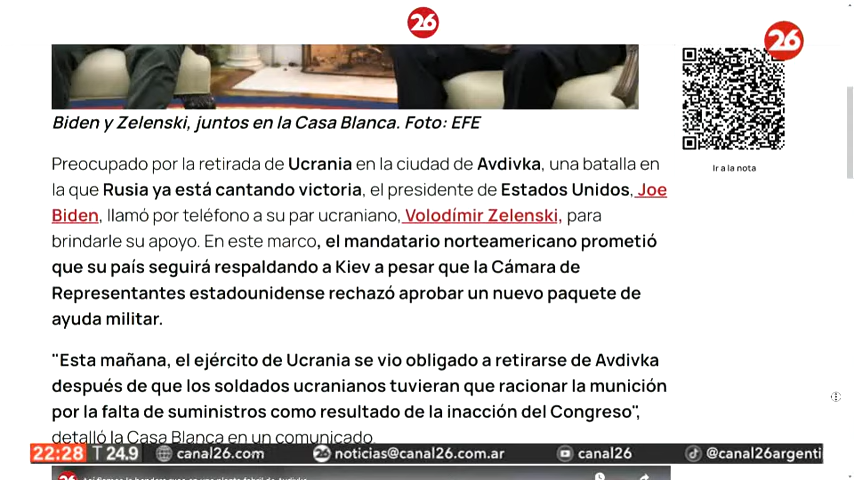 26
26
Biden y Zelenski, juntos en la Casa Blanca. Foto: EFE
Ir a la nota
Preocupado por la retirada de Ucrania en la ciudad de Avdivka, una batalla en
la que Rusia ya está cantando victoria, el presidente de Estados Unidos, Joe
Biden, llamó por teléfono a su par ucraniano, Volodímir Zelenski, para
brindarle su apoyo. En este marco, el mandatario norteamericano prometió
que su país seguirá respaldando a Kiev a pesar que la Cámara de
Representantes estadounidense rechazó aprobar un nuevo paquete de
ayuda militar.
"Esta mañana, el ejército de Ucrania se vio obligado a retirarse de Avdivka
después de que los soldados ucranianos tuvieran que racionar la munición
por la falta de suministros como resultado de la inacción del Congreso",
detalló la Casa Blanca en un comunicado.
22:28 T 24.9 canal26.com 26 noticias@canal26.com.ar canal26 @canal26argenti
26